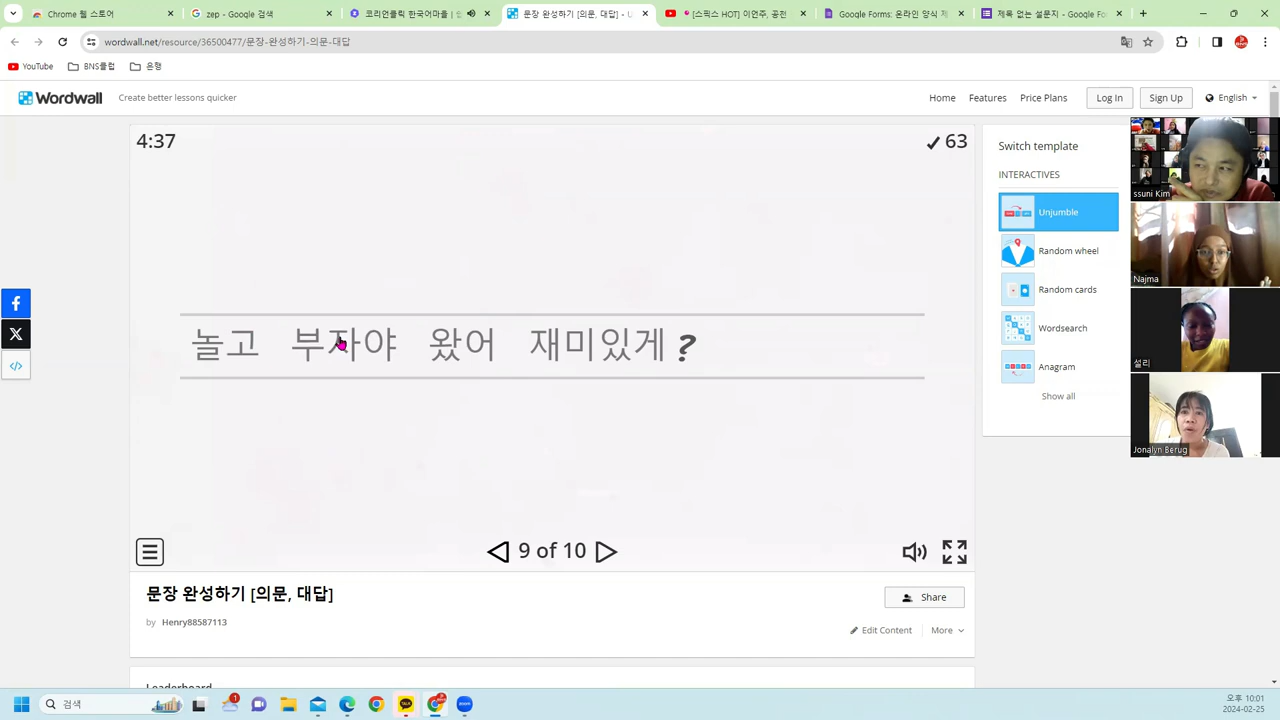 Chrome 웹 스토어
zep - Google 검색
코리안클릭 한국어마을 | 웹
문장 완성하기 [의문, 대답] - U
[스믹스 HOT] 이연주, 공천
Google Forms: 온라인 양식 제
제목 없는 설문지 - Google Fo
wordwall.net/resource/36500477/문장-완성하기-의문-대답
YouTube
BNS클럽
은행
Wordwall
Create better lessons quicker
Home
Features
Price Plans
Log In
Sign Up
English
4:37
63
Switch template
INTERACTIVES
Unjumble
Random wheel
Random cards
Wordsearch
Anagram
Show all
ssuni Kim
Najma
설리
Jonalyn Berug
놀고 부자야 왔어 재미있게 ?
9 of 10
문장 완성하기 [의문, 대답]
Share
by Henry88587113
Edit Content
More
Leaderboard
검색
오후 10:01
2024-02-25